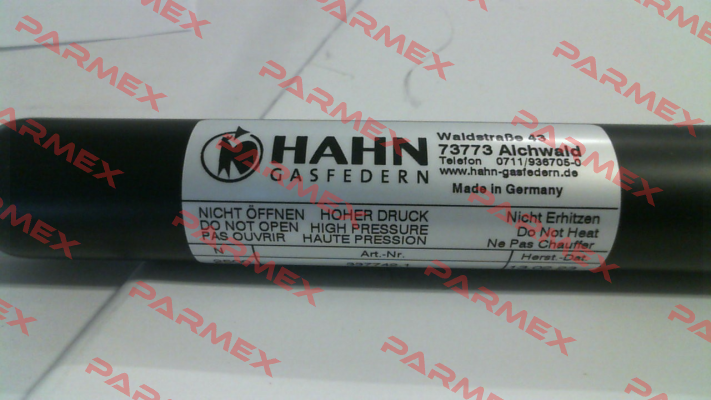 HAHN
GASFEDERN
Waldstraße 43
73773 Aichwald
Telefon 0711/936705-0
www.hahn-gasfedern.de
Made in Germany
NICHT ÖFFNEN HOHER DRUCK
DO NOT OPEN HIGH PRESSURE
PAS OUVRIR HAUTE PRESSION
Nicht Erhitzen
Do Not Heat
Ne Pas Chauffer
N Art.-Nr. Herst.-Dat.
PARMEX
PARMEX
PARMEX
PARMEX
PARMEX
PARMEX
PARMEX
PARMEX
PARMEX